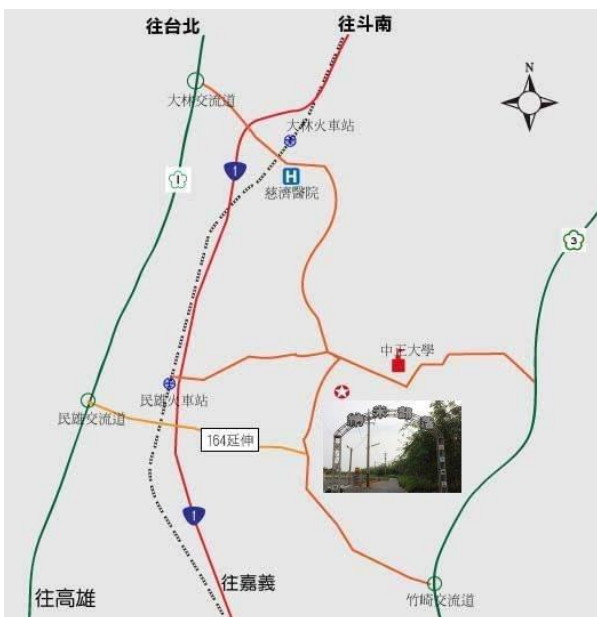 往台北
往斗南
N
大林交流道
大林火車站
1
1
H
慈濟醫院
3
中正大學
民雄火車站
民雄交流道
164延伸
1
往嘉義
往高雄
竹崎交流道